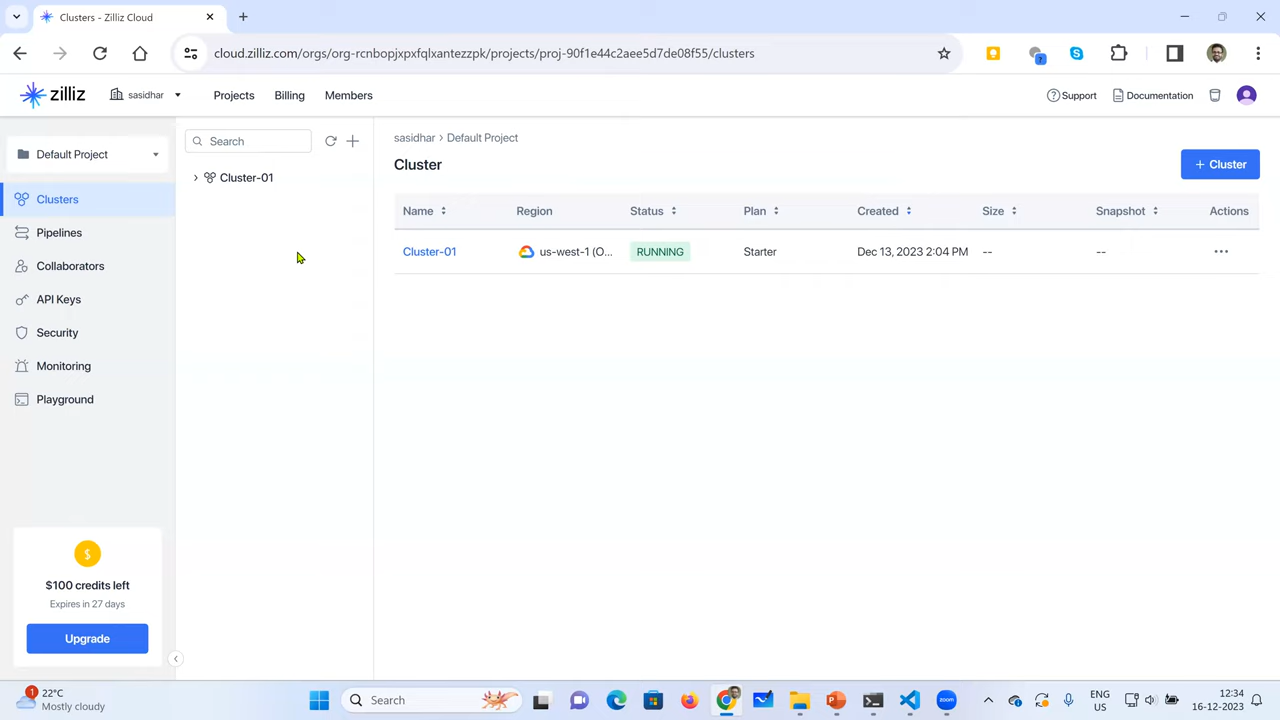 Clusters - Zilliz Cloud
cloud.zilliz.com/orgs/org-rcnbopjxpxfqlxantezzpk/projects/proj-90f1e44c2aee5d7de08f55/clusters
7
zilliz
sasidhar
Projects
Billing
Members
Support
Documentation
Default Project
Search
sasidhar > Default Project
Cluster
+ Cluster
Clusters
Pipelines
Collaborators
API Keys
Security
Monitoring
Playground
Cluster-01
Name Region Status Plan Created Size Snapshot Actions
Cluster-01 us-west-1 (O... RUNNING Starter Dec 13, 2023 2:04 PM -- -- ...
$
$100 credits left
Expires in 27 days
Upgrade
1
22°C
Mostly cloudy
Search
ENG
US
12:34
16-12-2023